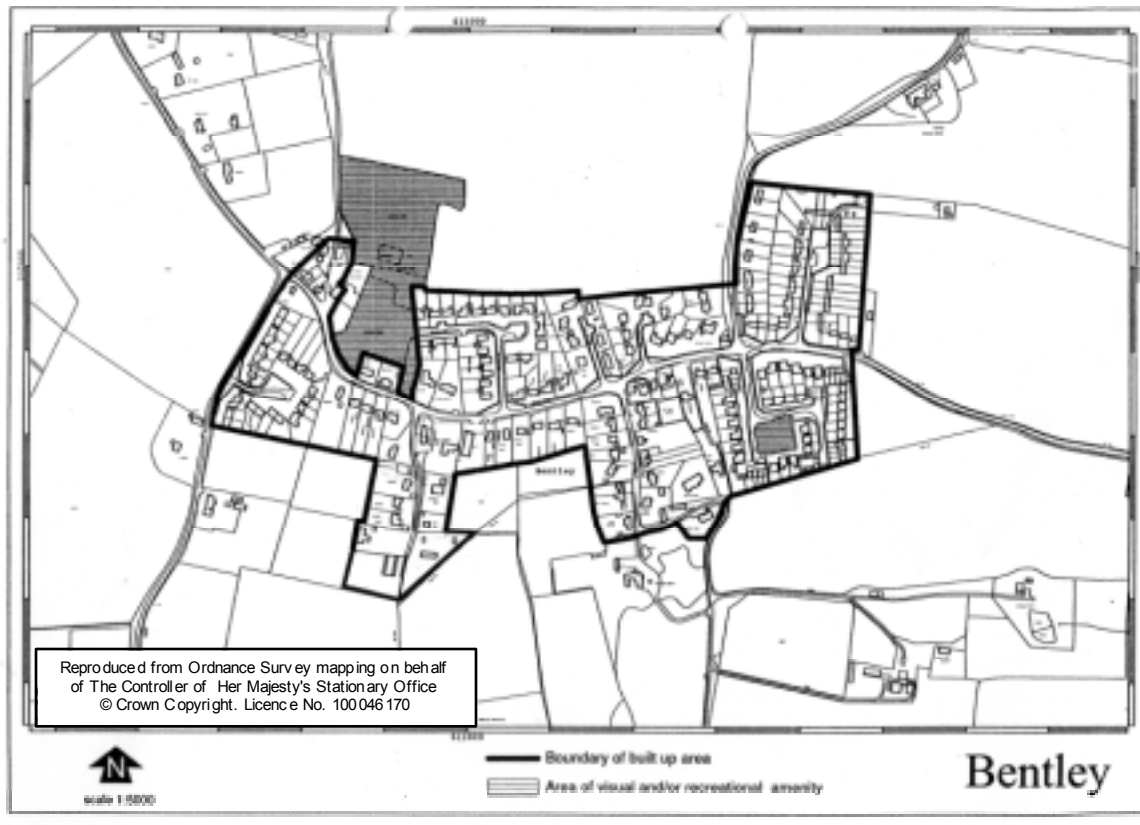 Bentley
Reproduced from Ordnance Survey mapping on behalf
of The Controller of Her Majesty's Stationary Office
© Crown Copyright. Licence No. 100046170
N
scale 1:5000
Boundary of built up area
Area of visual and/or recreational amenity
Bentley